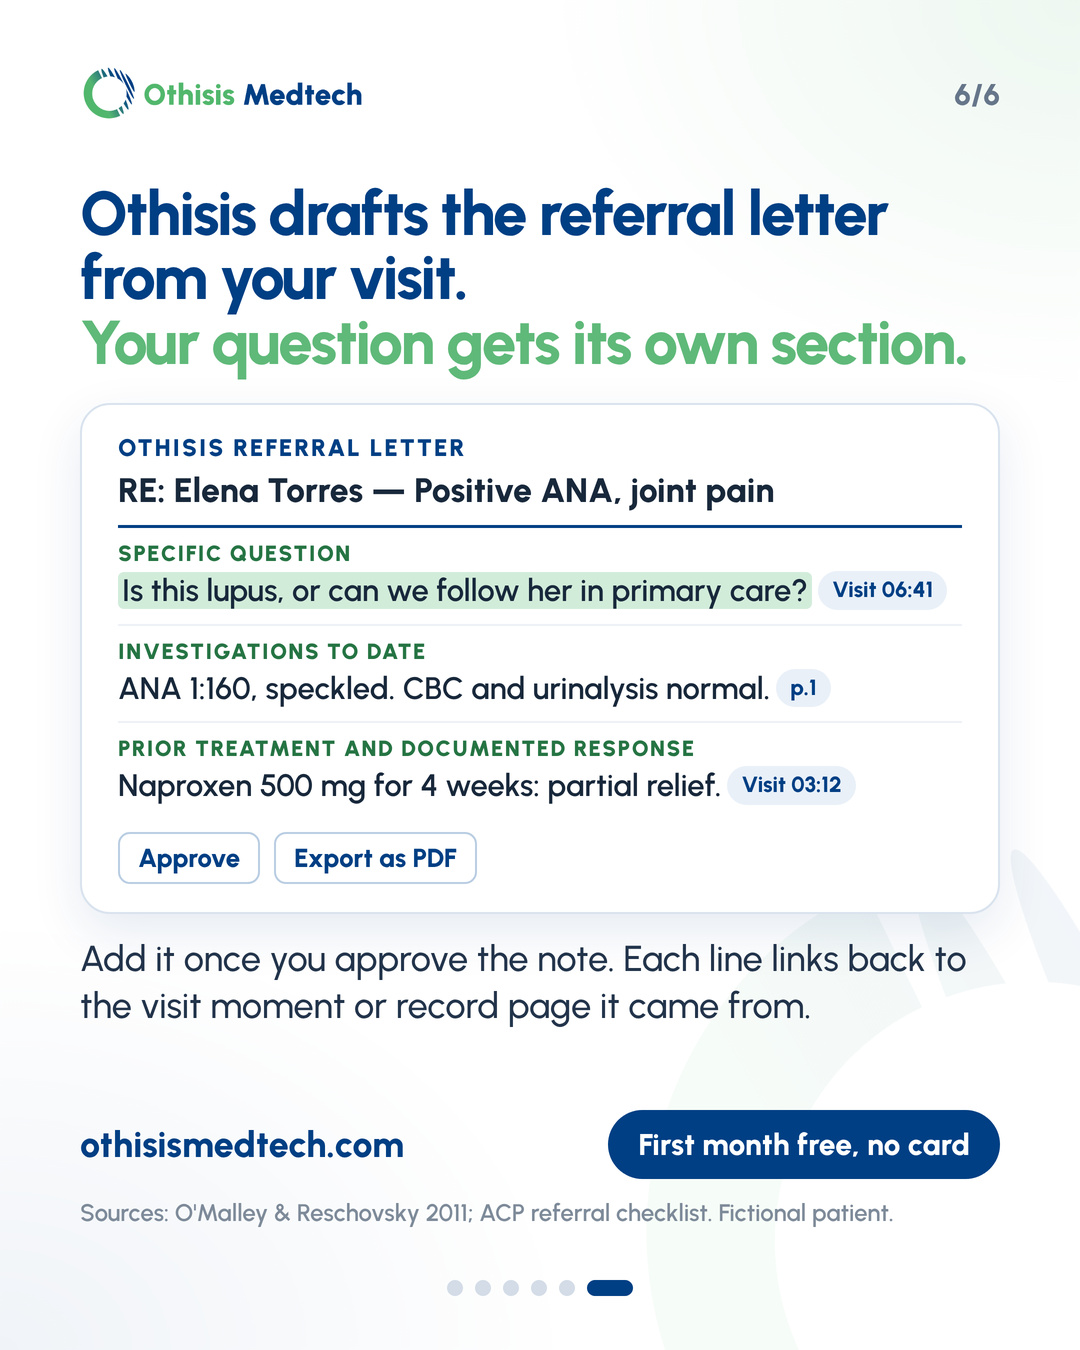 Othisis Medtech
6/6
Othisis drafts the referral letter
from your visit.
Your question gets its own section.
OTHISIS REFERRAL LETTER
RE: Elena Torres — Positive ANA, joint pain
SPECIFIC QUESTION
Is this lupus, or can we follow her in primary care? Visit 06:41
INVESTIGATIONS TO DATE
ANA 1:160, speckled. CBC and urinalysis normal. p.1
PRIOR TREATMENT AND DOCUMENTED RESPONSE
Naproxen 500 mg for 4 weeks: partial relief. Visit 03:12
Approve Export as PDF
Add it once you approve the note. Each line links back to
the visit moment or record page it came from.
othisismedtech.com First month free, no card
Sources: O'Malley & Reschovsky 2011; ACP referral checklist. Fictional patient.